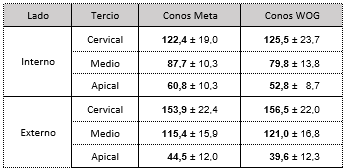 Lado Tercio Conos Meta Conos WOG
Cervical 122,4 ± 19,0 125,5 ± 23,7
Interno Medio 87,7 ± 10,3 79,8 ± 13,8
Apical 60,8 ± 10,3 52,8 ± 8,7
Cervical 153,9 ± 22,4 156,5 ± 22,0
Externo Medio 115,4 ± 15,9 121,0 ± 16,8
Apical 44,5 ± 12,0 39,6 ± 12,3